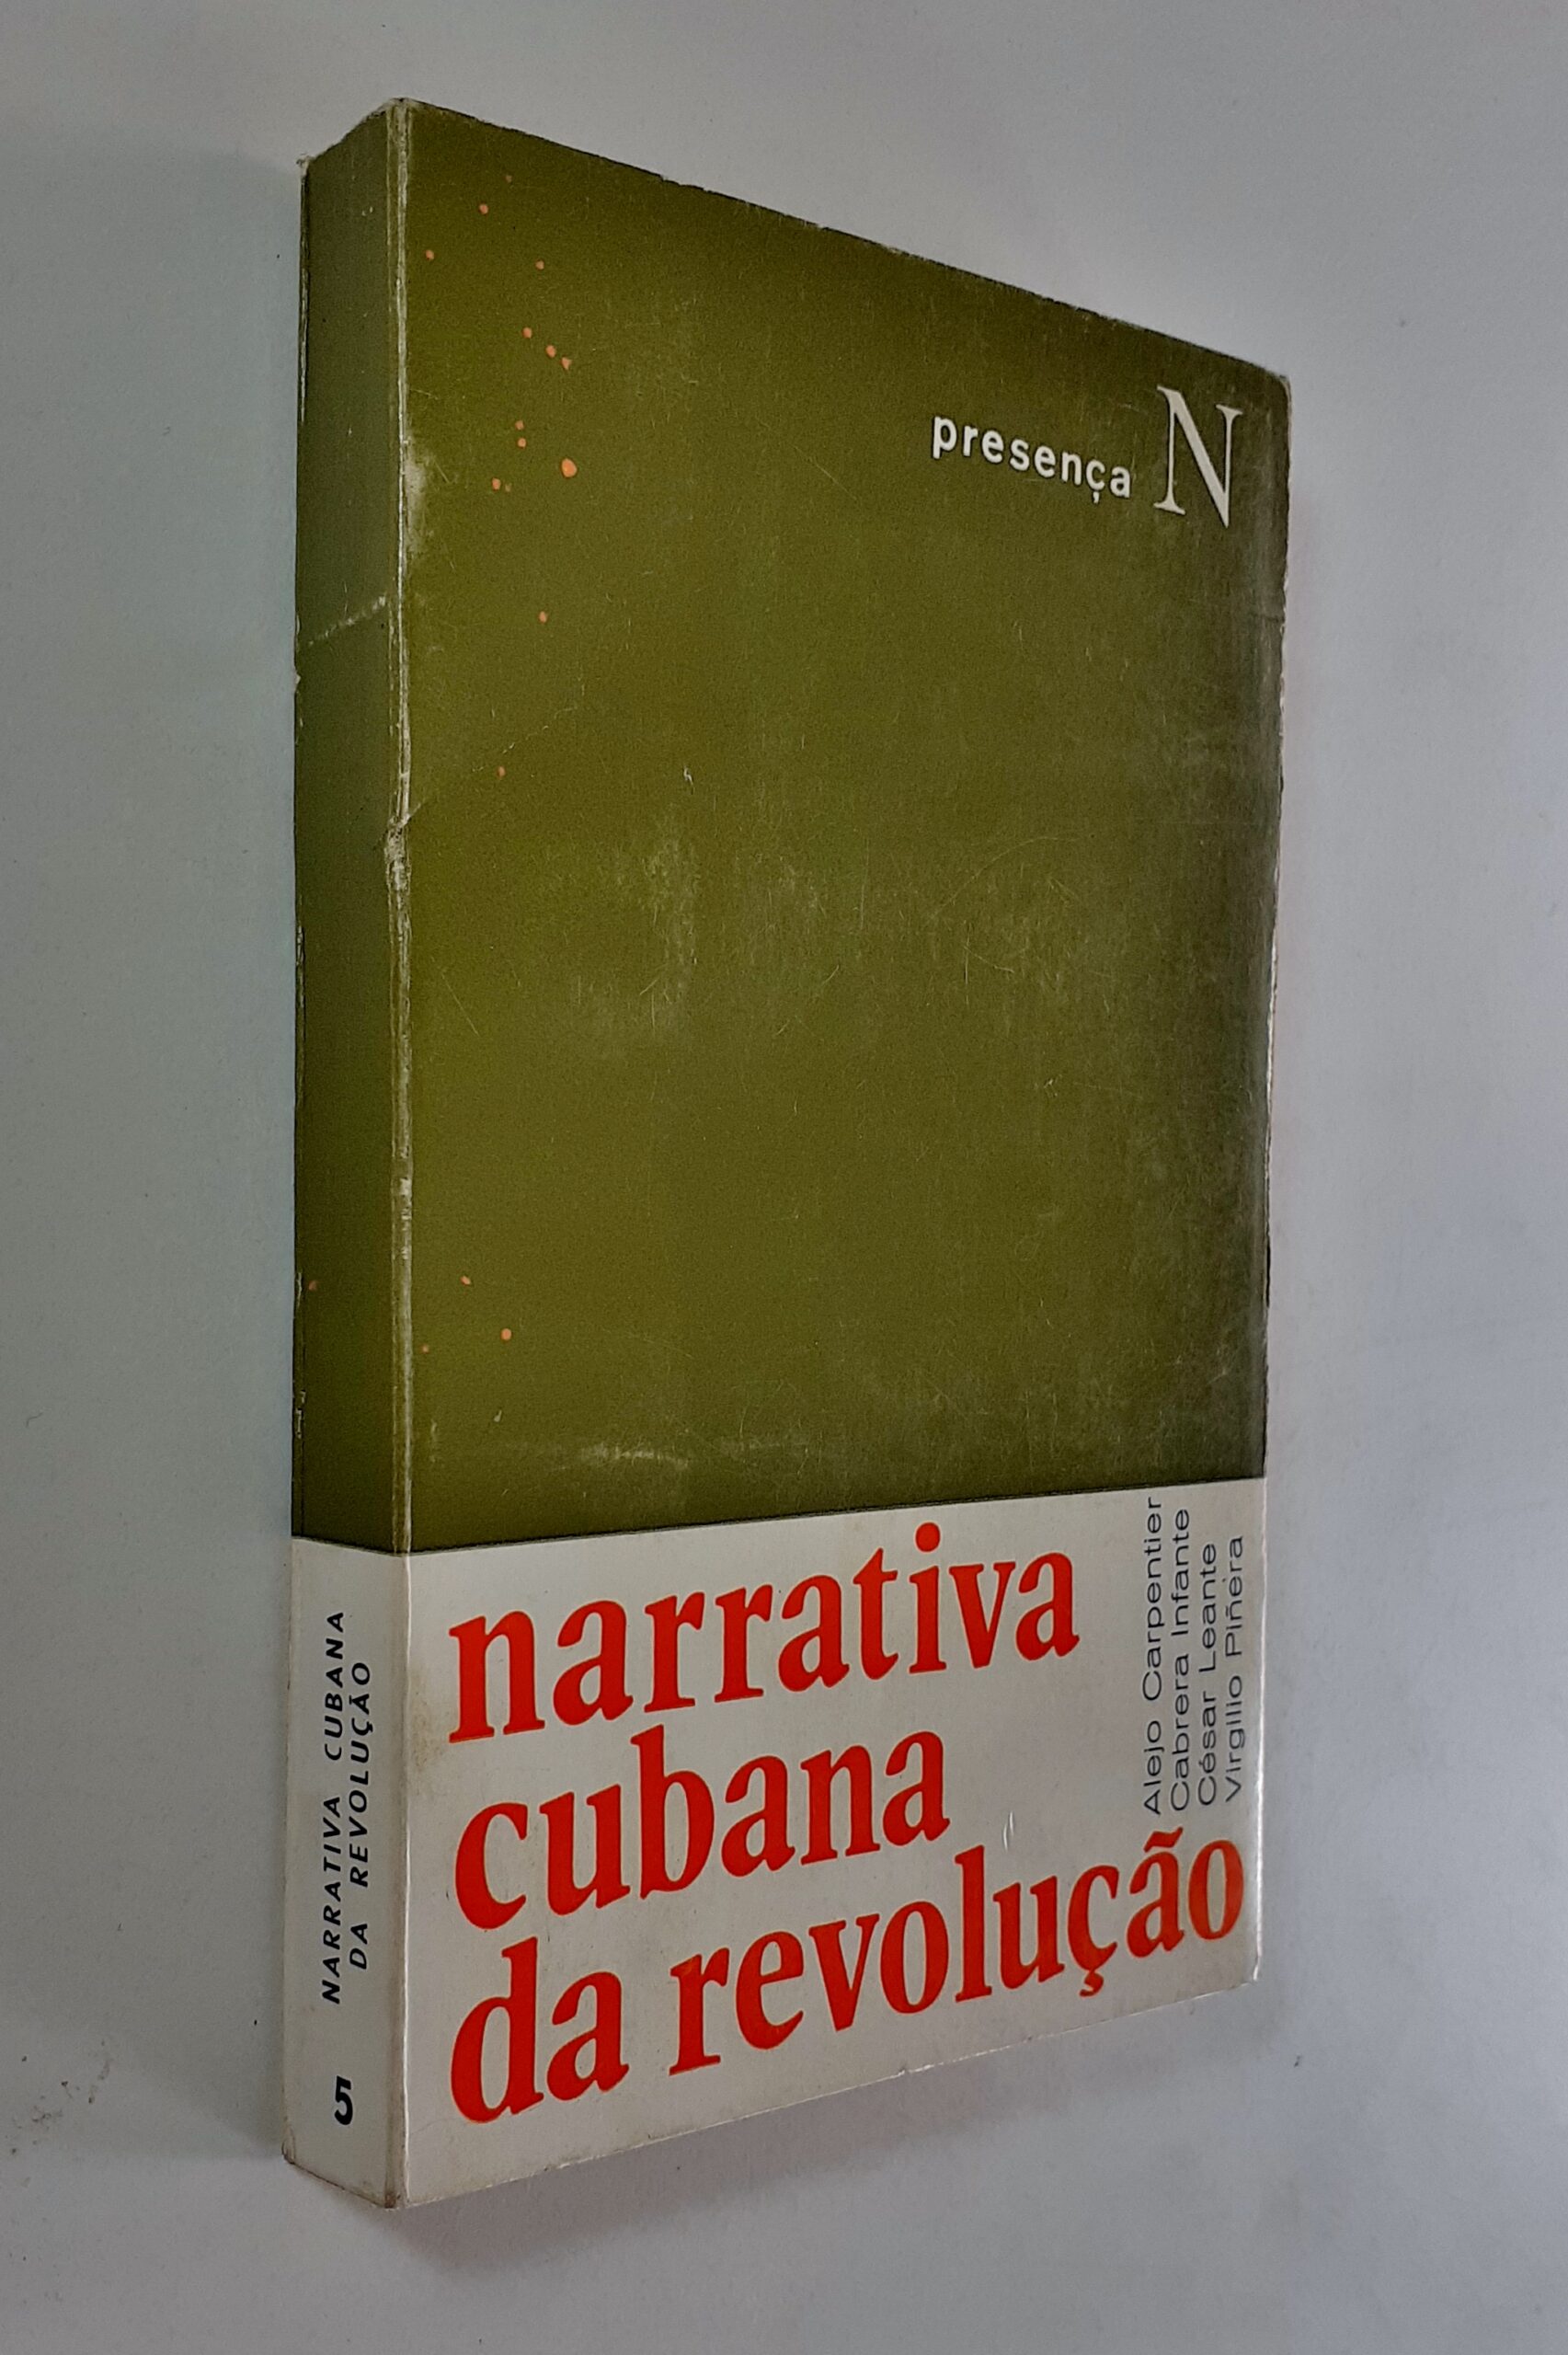 presença N
narrativa
cubana
da revolução
Alejo Carpentier
Cabrera Infante
César Leante
Virgilio Piñera
NARRATIVA CUBANA
DA REVOLUÇÃO
5